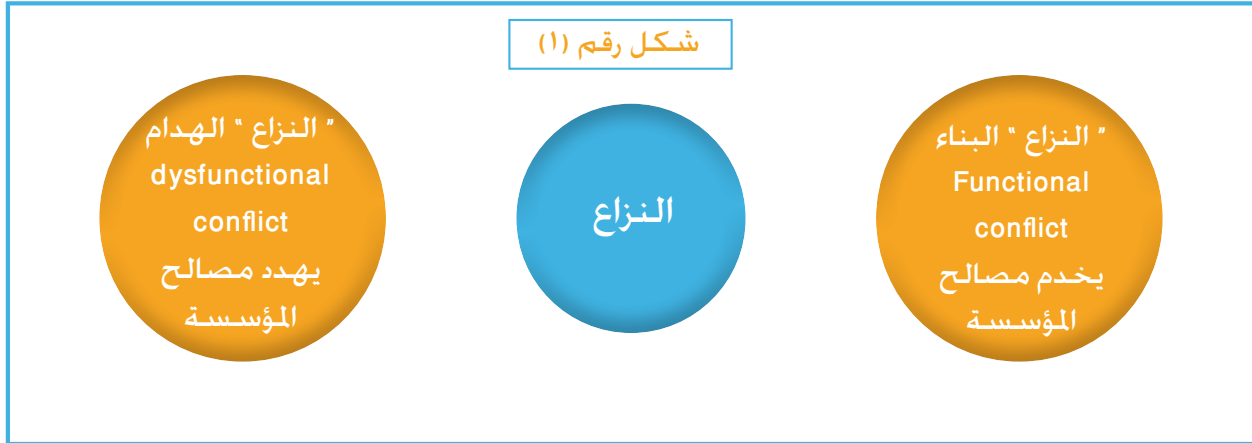 شكل رقم (١)
" النزاع " البناء
Functional
conflict
يخدم مصالح
المؤسسة
النزاع
" النزاع " الهدام
dysfunctional
conflict
يهدد مصالح
المؤسسة